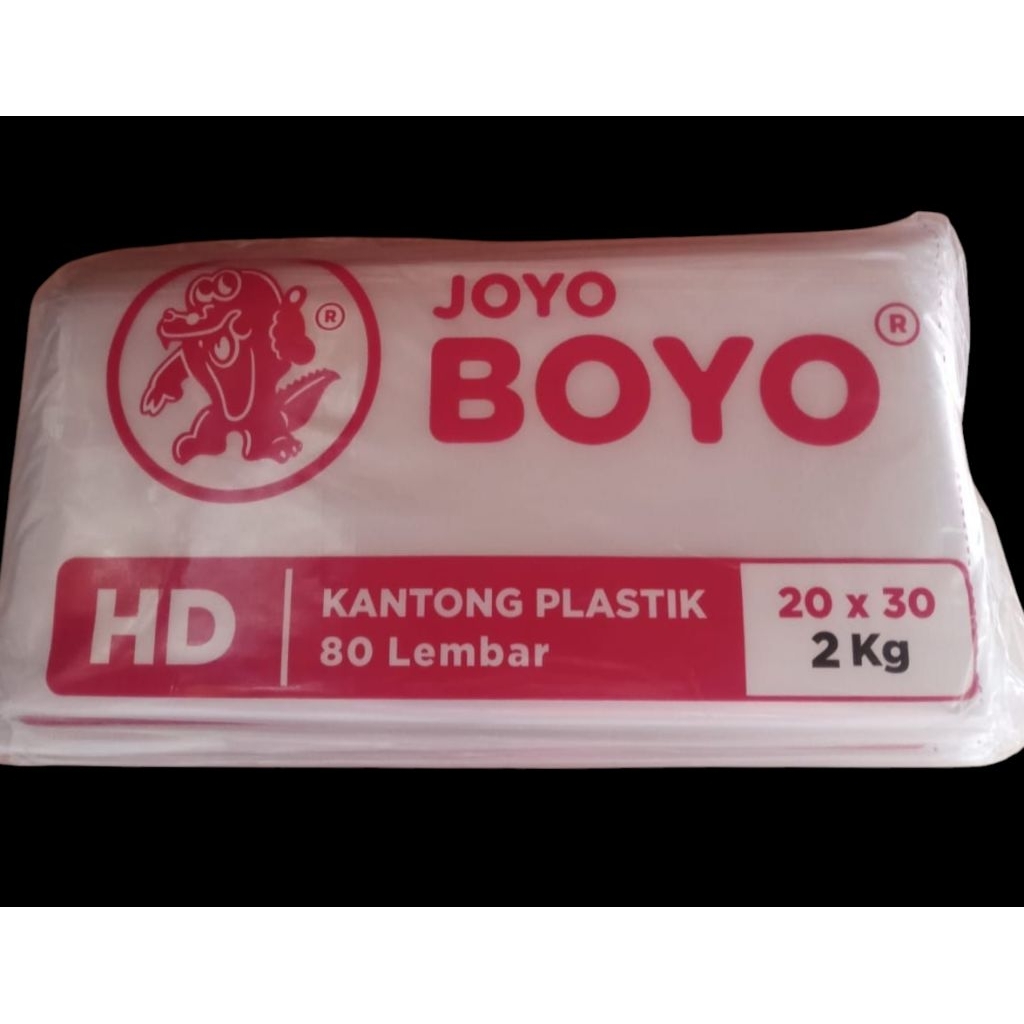 JOYO
BOYO ®
®
HD
KANTONG PLASTIK
80 Lembar
20 x 30
2 Kg